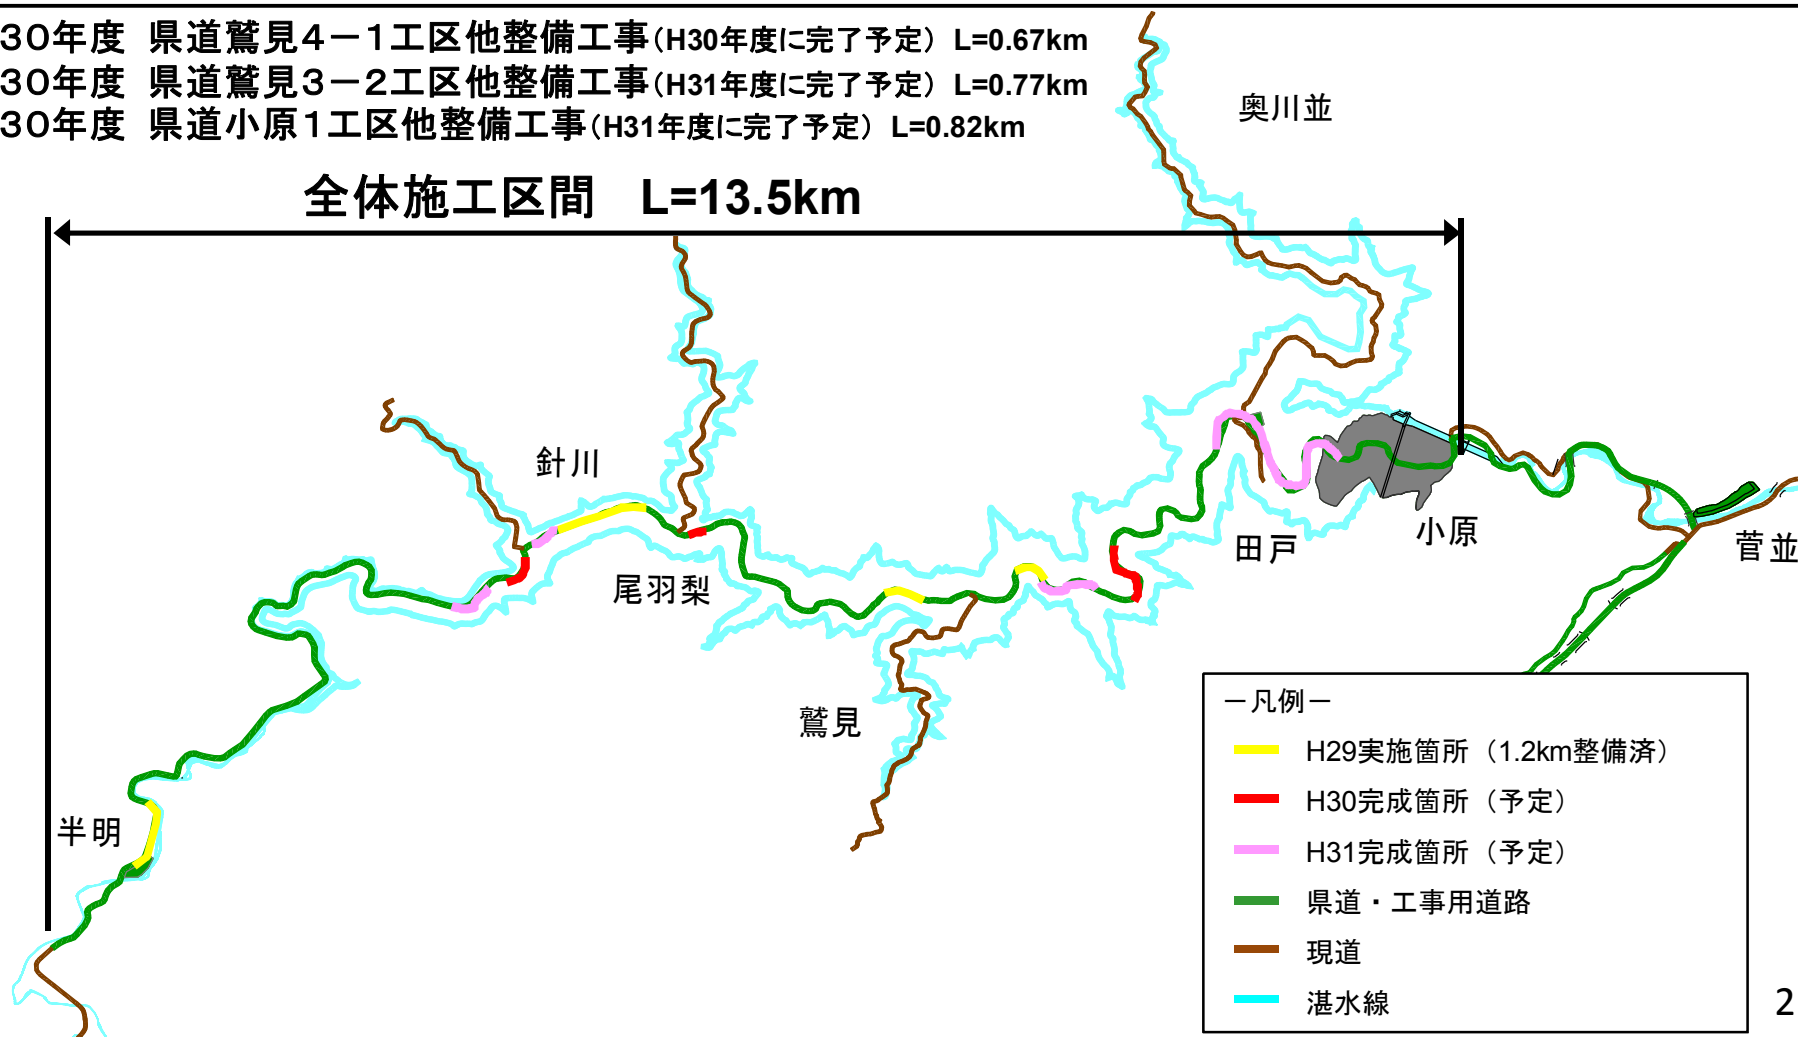 30年度 県道鷲見4-1工区他整備工事(H30年度に完了予定) L=0.67km
30年度 県道鷲見3-2工区他整備工事(H31年度に完了予定) L=0.77km
30年度 県道小原1工区他整備工事(H31年度に完了予定) L=0.82km
奥川並
全体施工区間 L=13.5km
針川
尾羽梨
田戸
小原
菅並
鷲見
半明
-凡例-
H29実施箇所(1.2km整備済)
H30完成箇所(予定)
H31完成箇所(予定)
県道・工事用道路
現道
湛水線
2